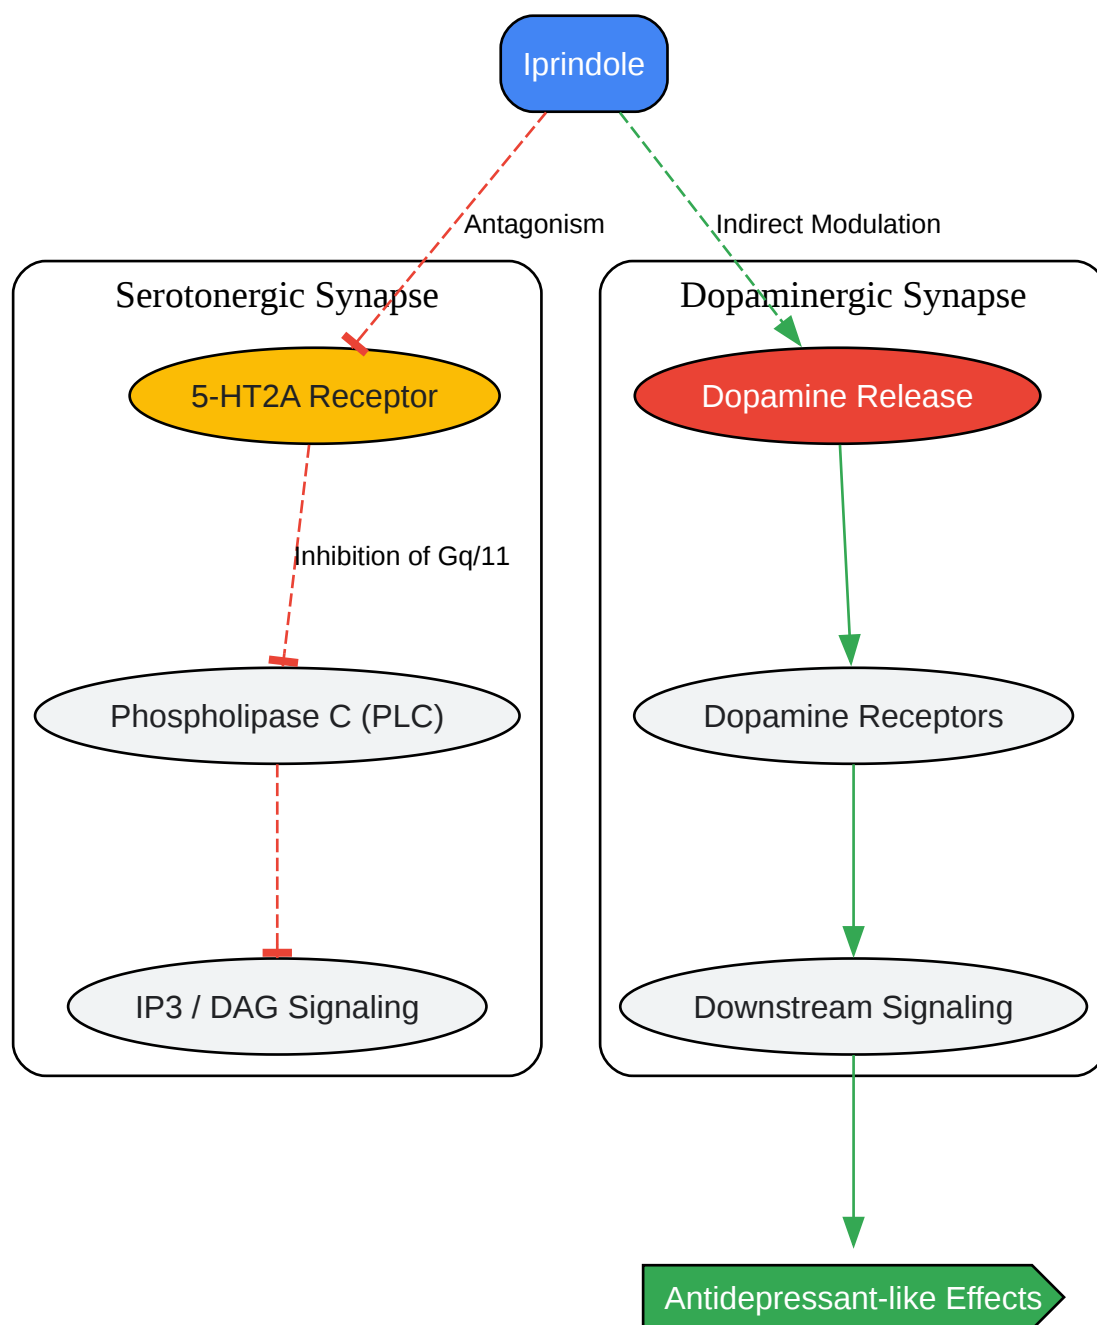 Iprindole
Antagonism
Indirect Modulation
Serotonergic Synapse
Dopaminergic Synapse
5-HT2A Receptor
Dopamine Release
Inhibition of Gq/11
Phospholipase C (PLC)
Dopamine Receptors
IP3 / DAG Signaling
Downstream Signaling
Antidepressant-like Effects